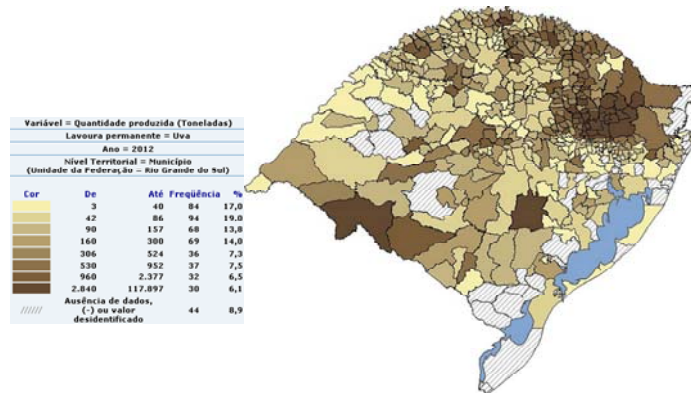 Variável = Quantidade produzida (Toneladas)
Lavoura permanente = Uva
Ano = 2012
Nível Territorial = Município
(Unidade da Federação = Rio Grande do Sul)
Cor De Até Freqüência %
3 40 84 17,0
42 86 94 19,0
90 157 68 13,8
160 300 69 14,0
306 524 36 7,3
530 952 37 7,5
960 2.377 32 6,5
2.840 117.897 30 6,1
Ausência de dados,
(-) ou valor 44 8,9
desidentificado